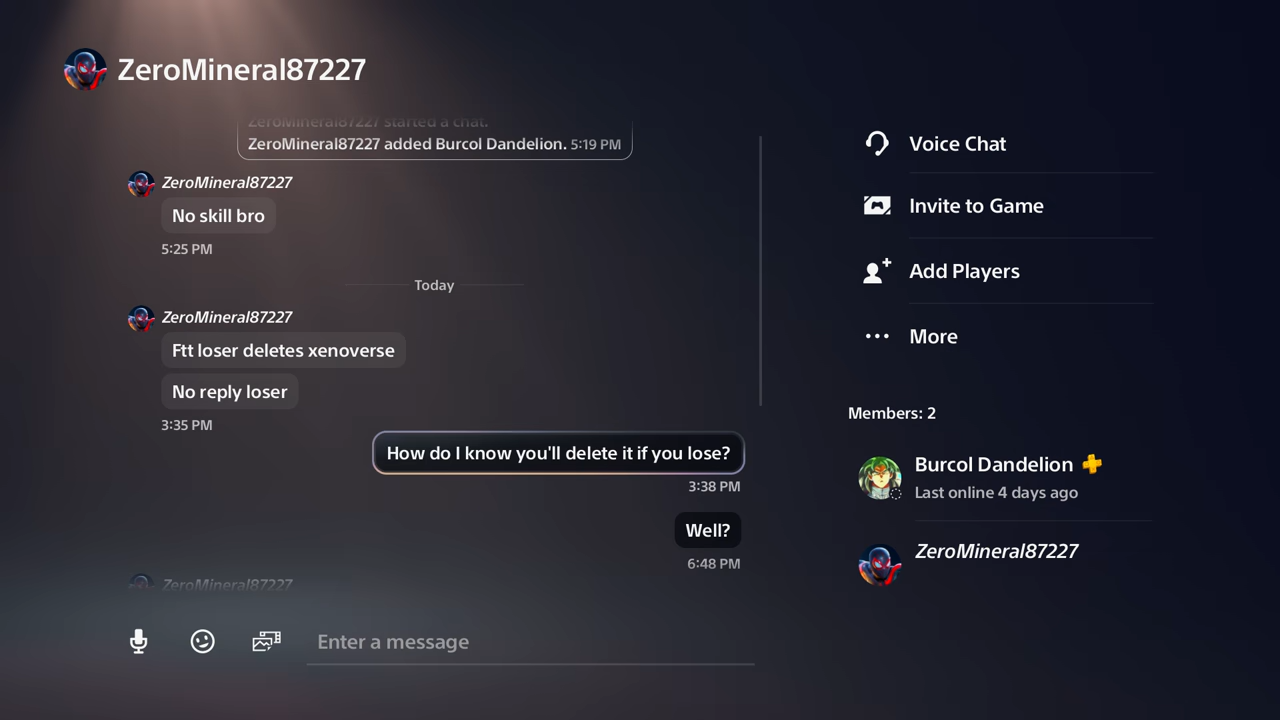 ZeroMineral87227
ZeroMineral87227 started a chat.
ZeroMineral87227 added Burcol Dandelion. 5:19 PM
ZeroMineral87227
No skill bro
5:25 PM
Today
ZeroMineral87227
Ftt loser deletes xenoverse
No reply loser
3:35 PM
How do I know you'll delete it if you lose?
3:38 PM
Well?
6:48 PM
ZeroMineral87227
Enter a message
Voice Chat
Invite to Game
Add Players
More
Members: 2
Burcol Dandelion
Last online 4 days ago
ZeroMineral87227